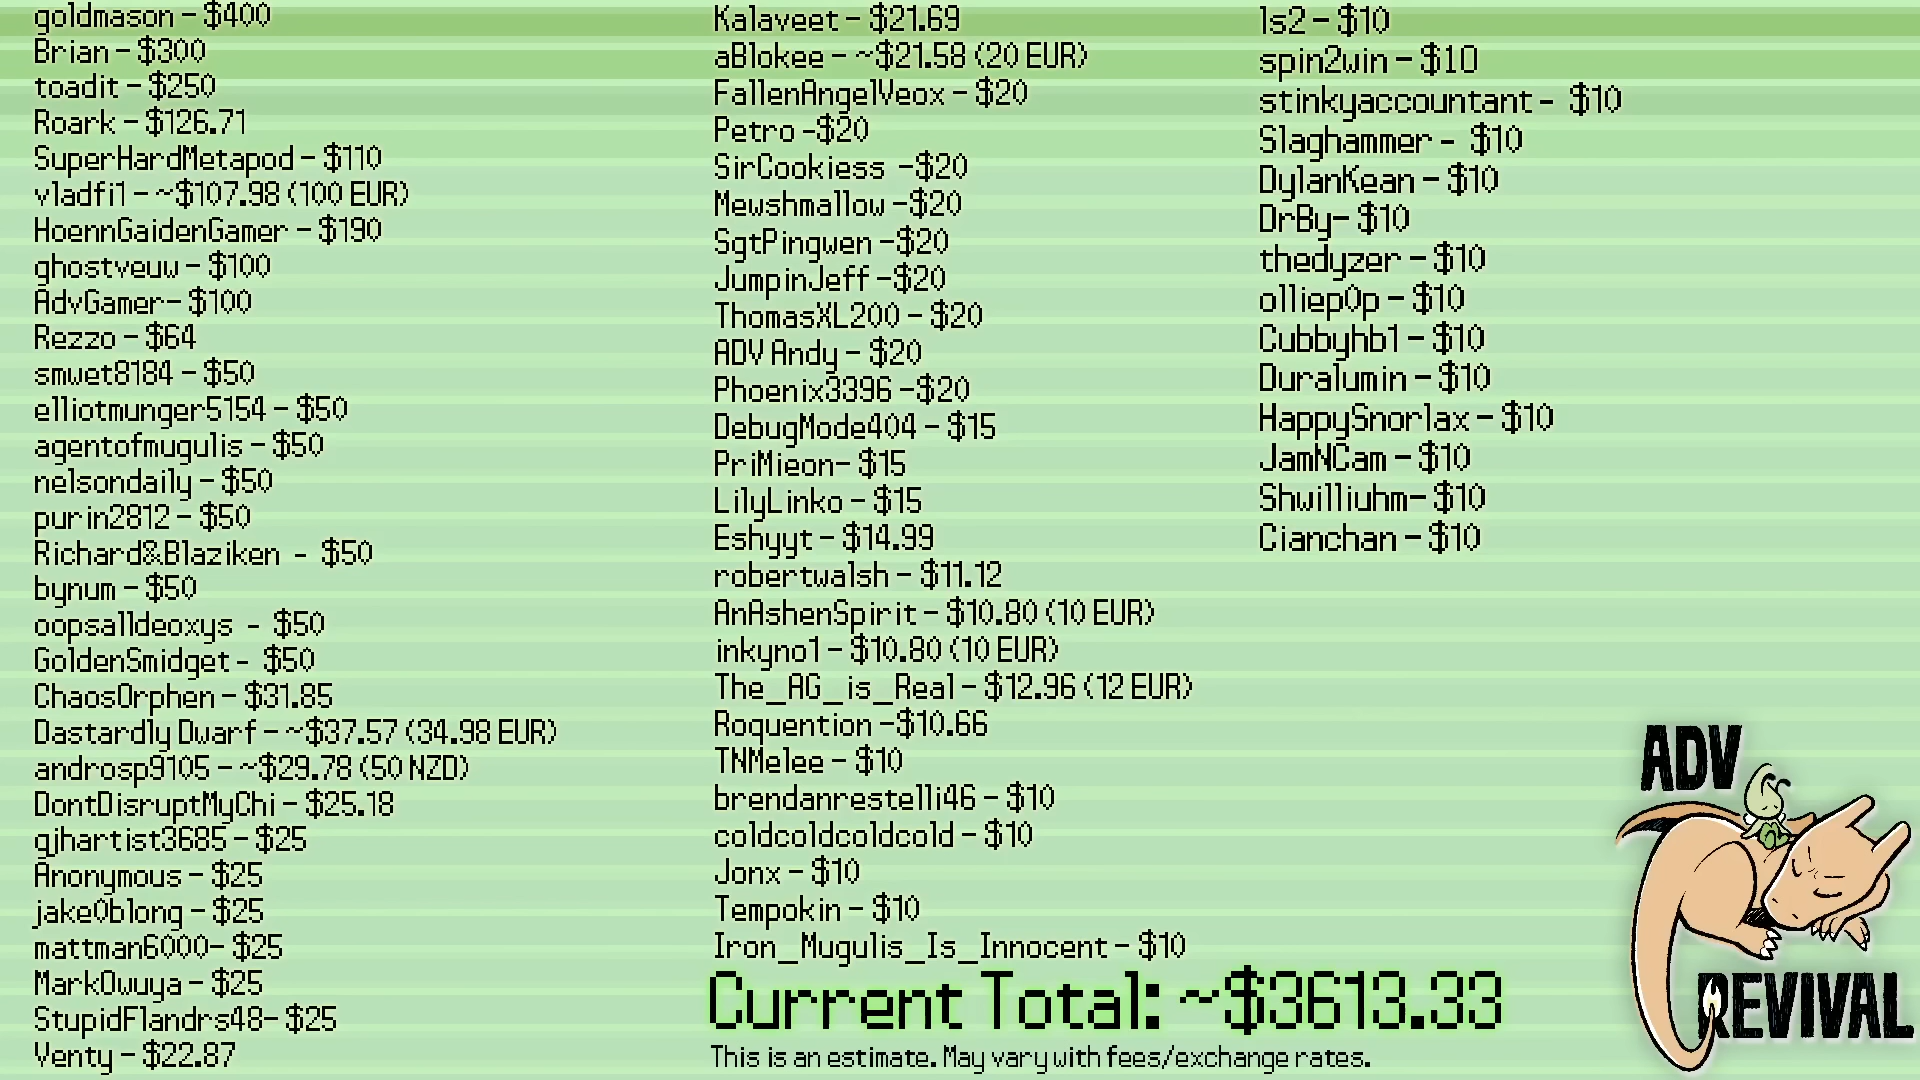 goldmason - $400
Brian - $300
toadit - $250
Roark - $126.71
SuperHardMetapod - $110
vladfi1 - ~$107.98 (100 EUR)
HoennGaidenGamer - $190
ghostveuw - $100
AdvGamer- $100
Rezzo - $64
smwet8184 - $50
elliotmunger5154 - $50
agentofmugulis - $50
nelsondaily - $50
purin2812 - $50
Richard&Blaziken - $50
bynum - $50
oopsalldeoxys - $50
GoldenSmidget - $50
ChaosOrphen - $31.85
Dastardly Dwarf - ~$37.57 (34.98 EUR)
androsp9105 - ~$29.78 (50 NZD)
DontDisruptMyChi - $25.18
gjhartist3685 - $25
Anonymous - $25
jake0blong - $25
mattman6000- $25
MarkOwuya - $25
StupidFlandrs48- $25
Venty - $22.87
Kalaveet - $21.69
aBlokee - ~$21.58 (20 EUR)
FallenAngelVeox - $20
Petro -$20
SirCookiess -$20
Mewshmallow -$20
SgtPingwen -$20
JumpinJeff -$20
ThomasXL200 - $20
ADV Andy - $20
Phoenix3396 -$20
DebugMode404 - $15
PriMieon- $15
LilyLinko - $15
Eshyyt - $14.99
robertwalsh - $11.12
AnAshenSpirit - $10.80 (10 EUR)
inkyno1 - $10.80 (10 EUR)
The_AG_is_Real - $12.96 (12 EUR)
Roquention -$10.66
TNMelee - $10
brendanrestelli46 - $10
coldcoldcoldcold - $10
Jonx - $10
Tempokin - $10
Iron_Mugulis_Is_Innocent - $10
ls2 - $10
spin2win - $10
stinkyaccountant - $10
Slaghammer - $10
DylanKean - $10
DrBy- $10
thedyzer - $10
olliep0p - $10
Cubbyhb1 - $10
Duralumin - $10
HappySnorlax - $10
JamNCam - $10
Shwilliuhm- $10
Cianchan - $10
Current Total: ~$3613.33
This is an estimate. May vary with fees/exchange rates.
ADV
REVIVAL